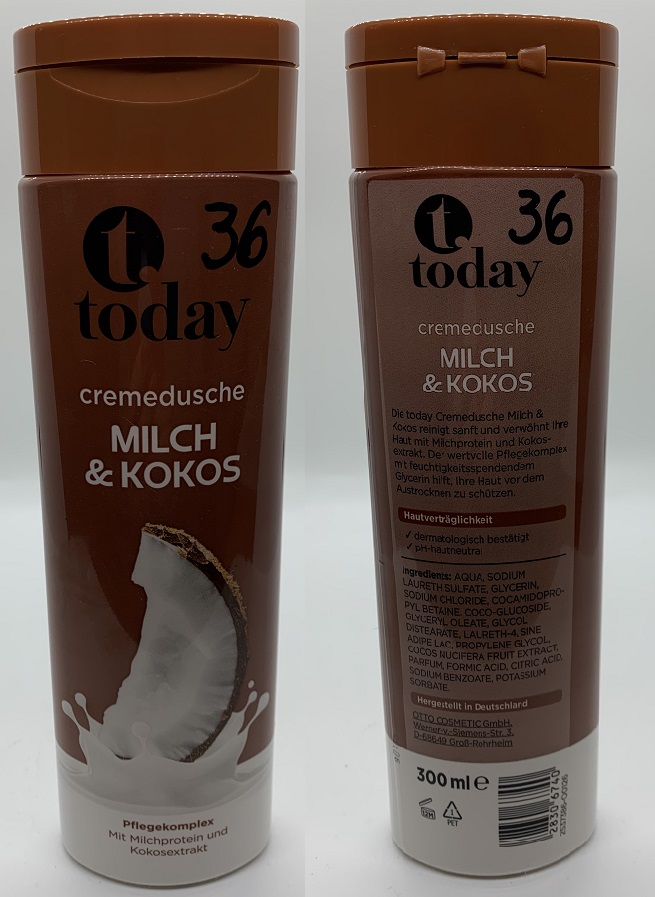 t.
36
today
cremedusche
MILCH
& KOKOS
Pflegekomplex
Mit Milchprotein und
Kokosextrakt
t.
36
today
cremedusche
MILCH
& KOKOS
Die today Cremedusche Milch &
Kokos reinigt sanft und verwöhnt Ihre
Haut mit Milchprotein und Kokos-
extrakt. Der wertvolle Pflegekomplex
mit feuchtigkeitsspendendem
Glycerin hilft, Ihre Haut vor dem
Austrocknen zu schützen.
Hautverträglichkeit
✓ dermatologisch bestätigt
✓ pH-hautneutral
Ingredients: AQUA, SODIUM
LAURETH SULFATE, GLYCERIN,
SODIUM CHLORIDE, COCAMIDOPRO-
PYL BETAINE, COCO-GLUCOSIDE,
GLYCERYL OLEATE, GLYCOL
DISTEARATE, LAURETH-4, SINE
ADIPE LAC, PROPYLENE GLYCOL,
COCOS NUCIFERA FRUIT EXTRACT,
PARFUM, FORMIC ACID, CITRIC ACID,
SODIUM BENZOATE, POTASSIUM
SORBATE.
Hergestellt in Deutschland
OTTO COSMETIC GmbH,
Werner-v.-Siemens-Str. 3,
D-68649 Groß-Rohrheim
300 ml e
12M
1
PET
2830 6740